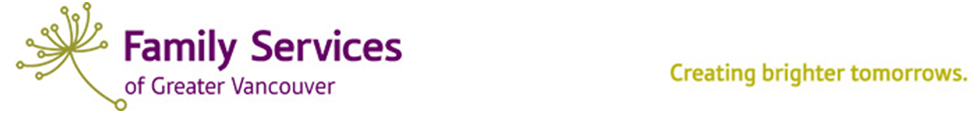 Family Services
of Greater Vancouver
Creating brighter tomorrows.